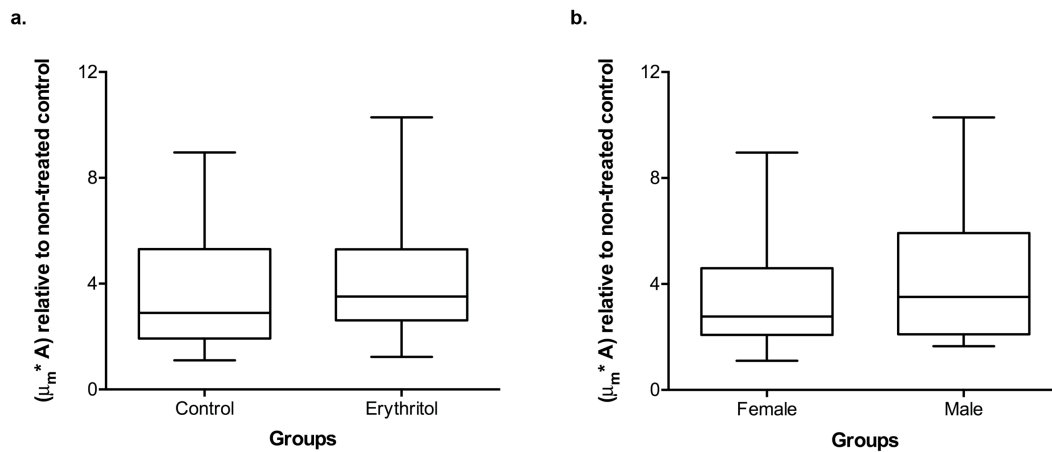 a.
(μm* A) relative to non-treated control
12
8
4
0
Control Erythritol
Groups
b.
(μm* A) relative to non-treated control
12
8
4
0
Female Male
Groups